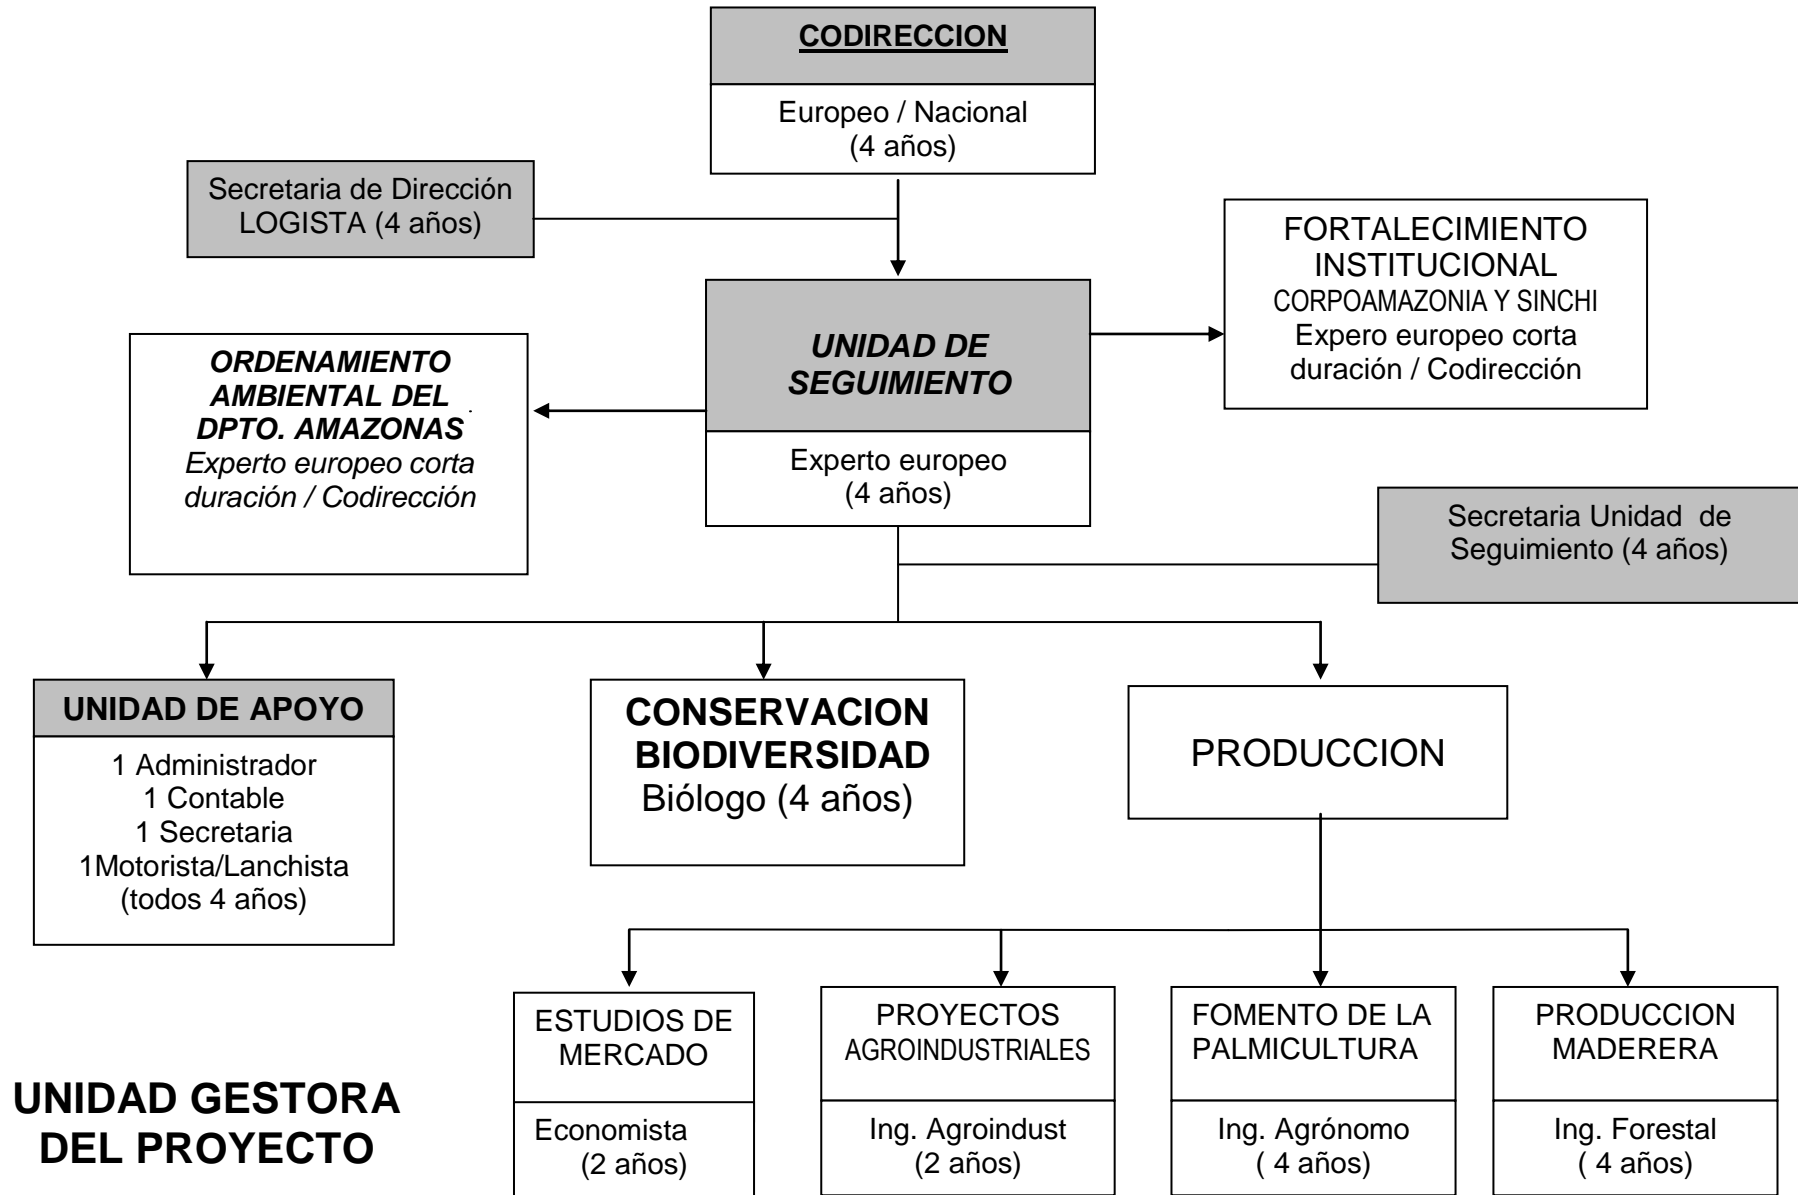 CODIRECCION
Europeo / Nacional
(4 años)
Secretaria de Dirección
LOGISTA (4 años)
FORTALECIMIENTO
INSTITUCIONAL
CORPOAMAZONIA Y SINCHI
Expero europeo corta
duración / Codirección
UNIDAD DE
SEGUIMIENTO
Experto europeo
(4 años)
ORDENAMIENTO
AMBIENTAL DEL
DPTO. AMAZONAS
Experto europeo corta
duración / Codirección
Secretaria Unidad  de
Seguimiento (4 años)
UNIDAD DE APOYO
1 Administrador
1 Contable
1 Secretaria
1Motorista/Lanchista
(todos 4 años)
CONSERVACION
BIODIVERSIDAD
Biólogo (4 años)
PRODUCCION
ESTUDIOS DE
MERCADO
Economista
(2 años)
PROYECTOS
AGROINDUSTRIALES
Ing. Agroindust
(2 años)
FOMENTO DE LA
PALMICULTURA
Ing. Agrónomo
( 4 años)
PRODUCCION
MADERERA
Ing. Forestal
( 4 años)
UNIDAD GESTORA
DEL PROYECTO